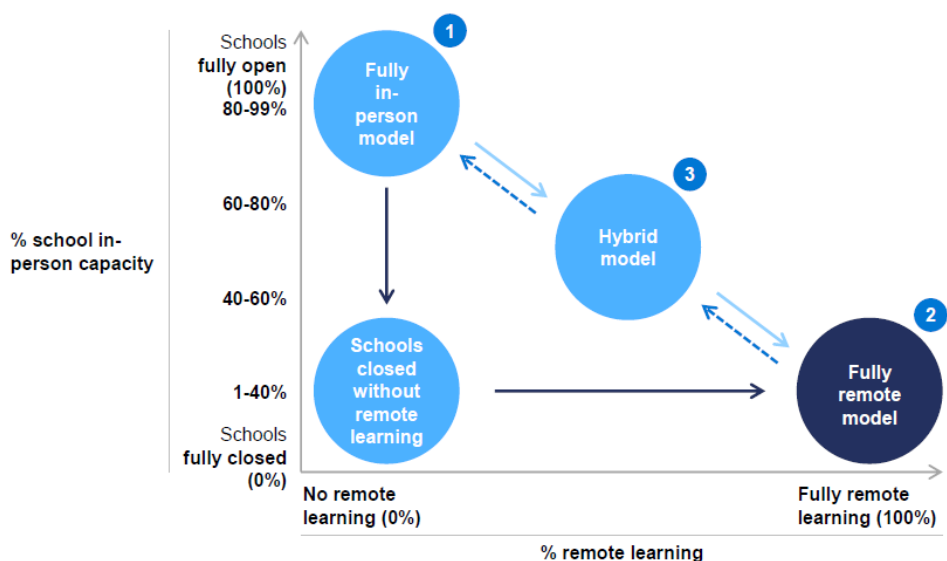 Schools
fully open
(100%)
80-99%
60-80%
% school in-
person capacity
40-60%
1-40%
Schools
fully closed
(0%)
1
Fully
in-
person
model
3
Hybrid
model
2
Schools
closed
without
remote
learning
Fully
remote
model
No remote
learning (0%)
Fully remote
learning (100%)
% remote learning